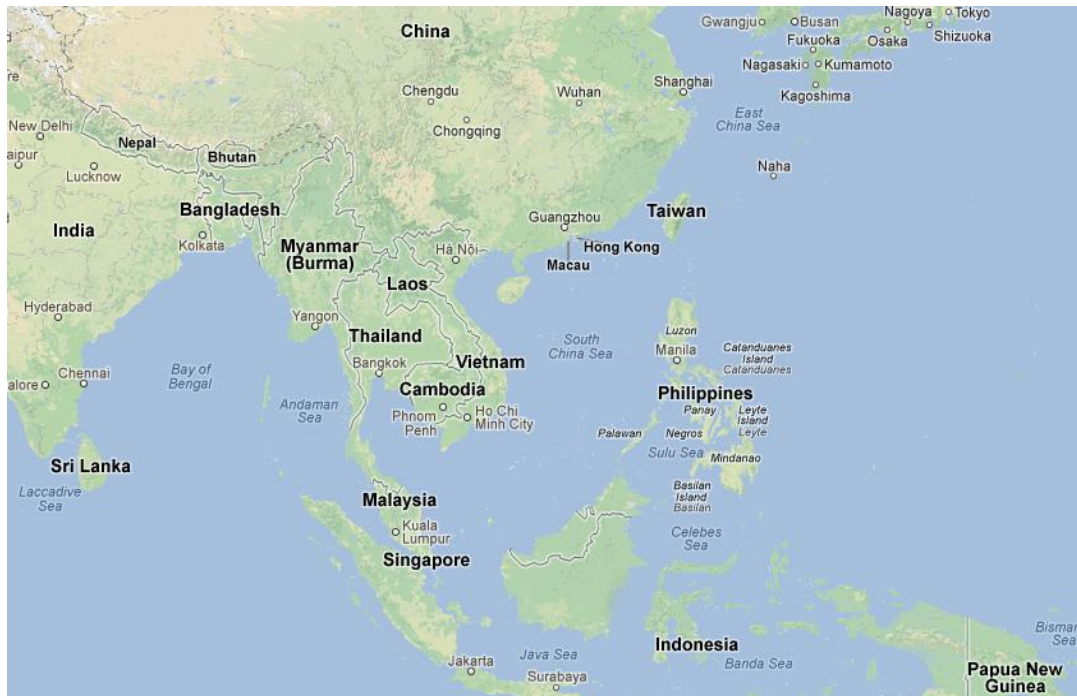 China
Gwangju
Busan
Nagoya
Tokyo
Fukuoka
Osaka
Shizuoka
Nagasaki
Kumamoto
Kagoshima
Shanghai
Chengdu
Wuhan
Chongqing
East
China Sea
New Delhi
Nepal
Bhutan
Lucknow
Naha
Bangladesh
Taiwan
Guangzhou
India
Kolkata
Myanmar
(Burma)
Hà Nội
Hong Kong
Macau
Laos
Hyderabad
Yangon
Thailand
Luzon
South
China Sea
Manila
Catanduanes
Island
Catanduanes
Bay of
Bengal
Chennai
Bangkok
Vietnam
Cambodia
Philippines
Andaman
Sea
Phnom
Penh
Ho Chi
Minh City
Panay
Leyte
Island
Leyte
Palawan
Negros
Sulu Sea
Mindanao
Sri Lanka
Laccadive
Sea
Malaysia
Basilan
Island
Basilan
Kuala
Lumpur
Celebes
Sea
Singapore
Indonesia
Java Sea
Banda Sea
Jakarta
Surabaya
Papua New
Guinea
Sea